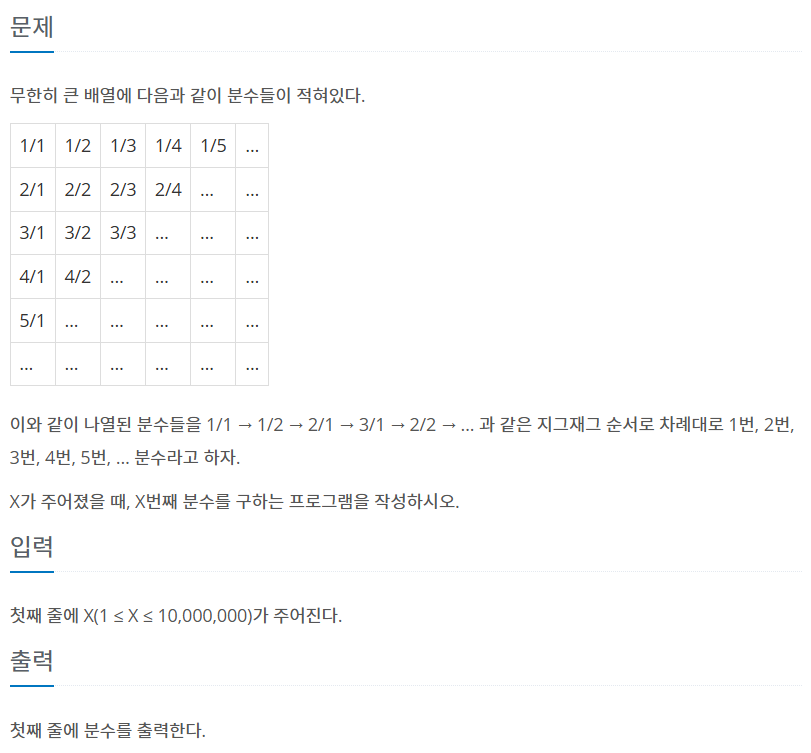 문제
무한히 큰 배열에 다음과 같이 분수들이 적혀있다.
1/1 1/2 1/3 1/4 1/5 ...
2/1 2/2 2/3 2/4 ... ...
3/1 3/2 3/3 ... ... ...
4/1 4/2 ... ... ... ...
5/1 ... ... ... ... ...
... ... ... ... ... ...
이와 같이 나열된 분수들을 1/1 → 1/2 → 2/1 → 3/1 → 2/2 → ... 과 같은 지그재그 순서로 차례대로 1번, 2번,
3번, 4번, 5번, ... 분수라고 하자.
X가 주어졌을 때, X번째 분수를 구하는 프로그램을 작성하시오.
입력
첫째 줄에 X(1 ≤ X ≤ 10,000,000)가 주어진다.
출력
첫째 줄에 분수를 출력한다.